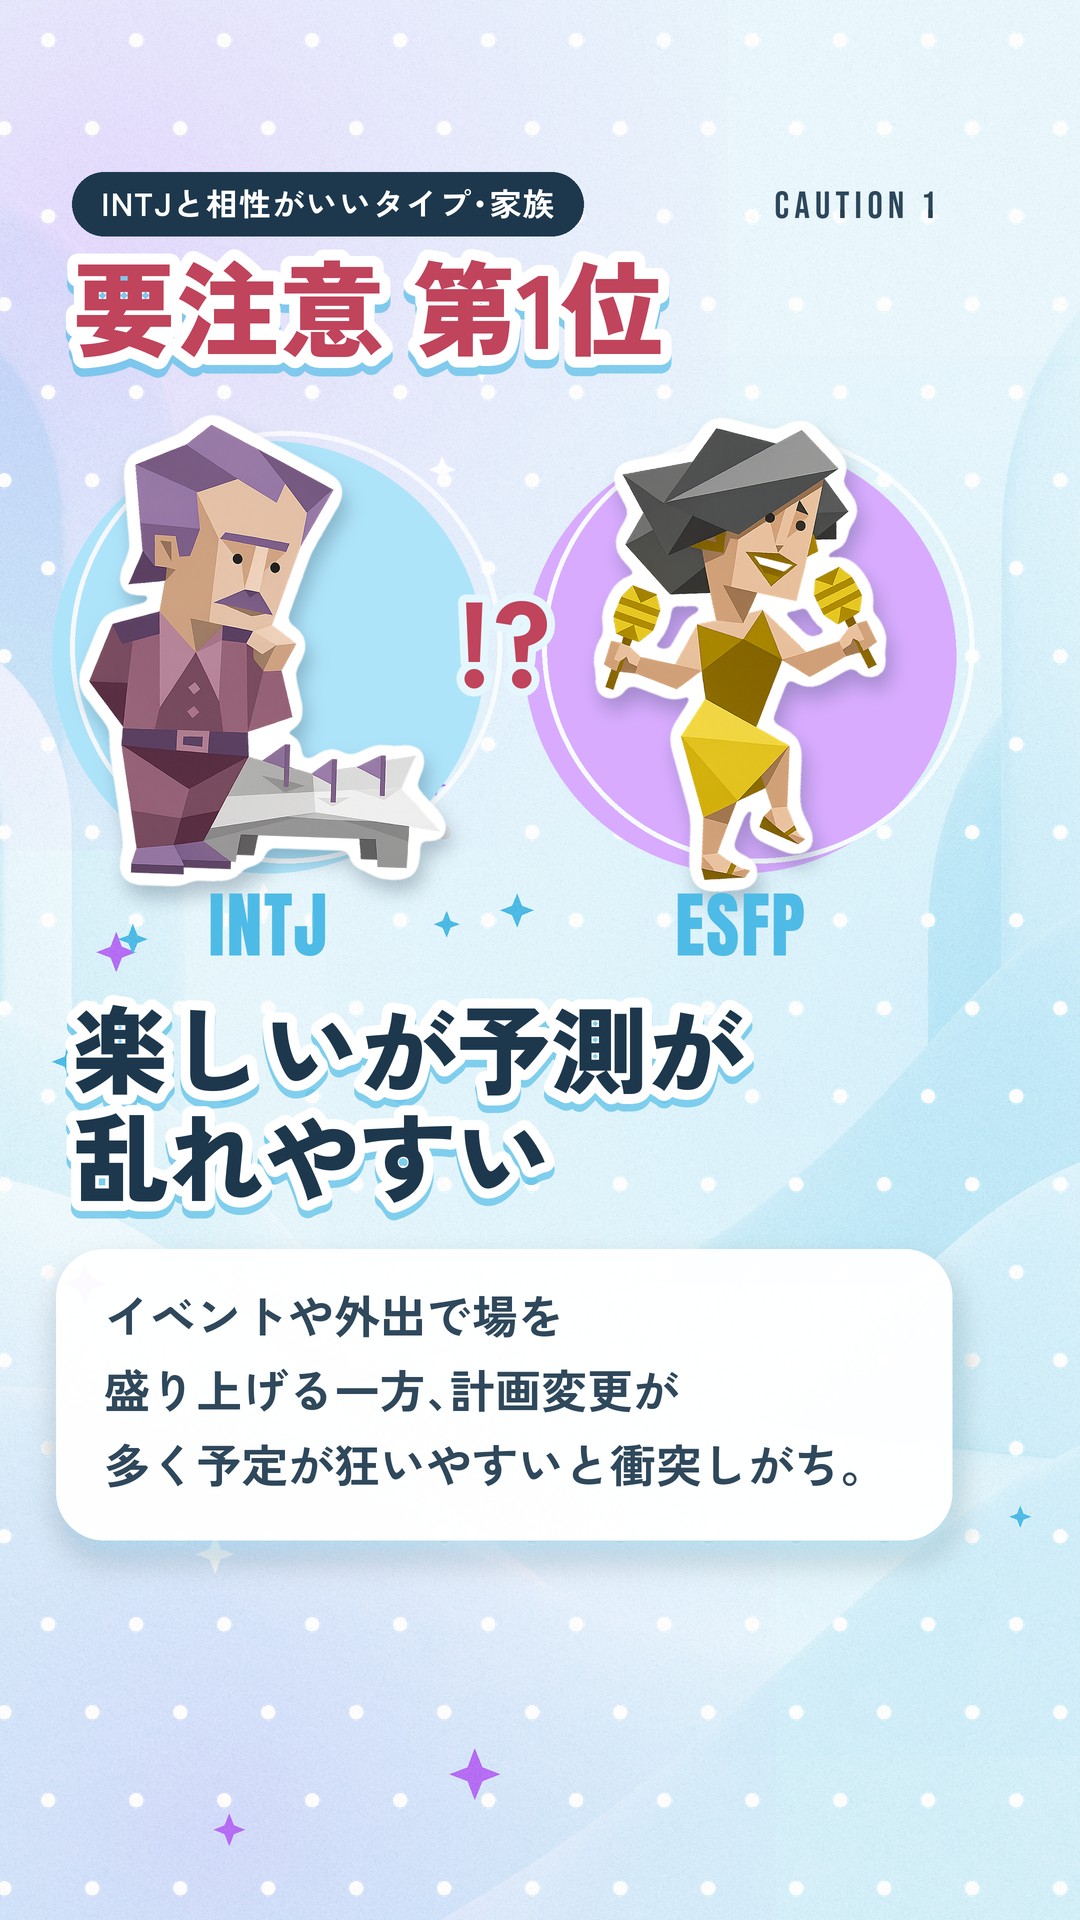 INTJと相性がいいタイプ・家族
CAUTION 1
要注意 第1位
!?
INTJ
ESFP
楽しいが予測が
乱れやすい
イベントや外出で場を
盛り上げる一方、計画変更が
多く予定が狂いやすいと衝突しがち。